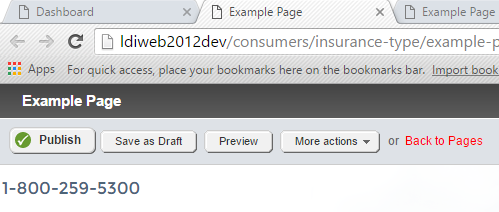 Dashboard Example Page Example Page
ldiweb2012dev/consumers/insurance-type/example-p
Apps For quick access, place your bookmarks here on the bookmarks bar. Import book
Example Page
Publish Save as Draft Preview More actions or Back to Pages
1-800-259-5300